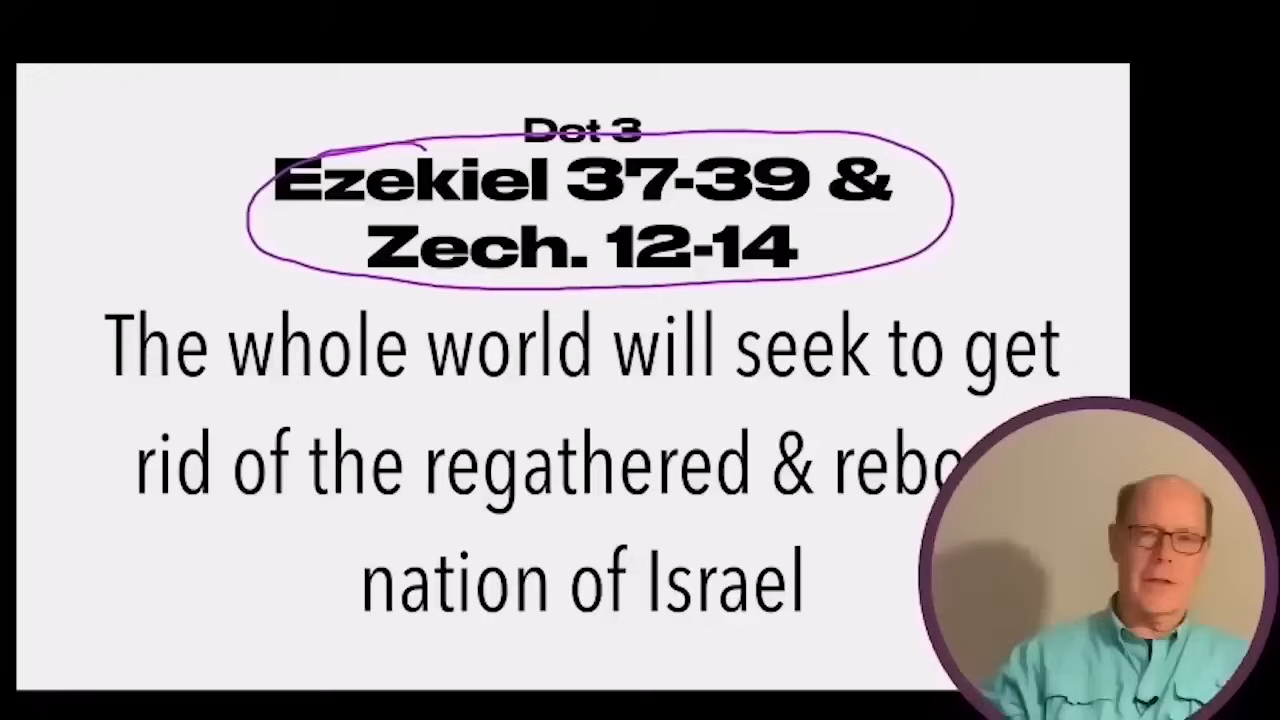 Dot 3
Ezekiel 37-39 &
Zech. 12-14
The whole world will seek to get
rid of the regathered &
nation of Israel